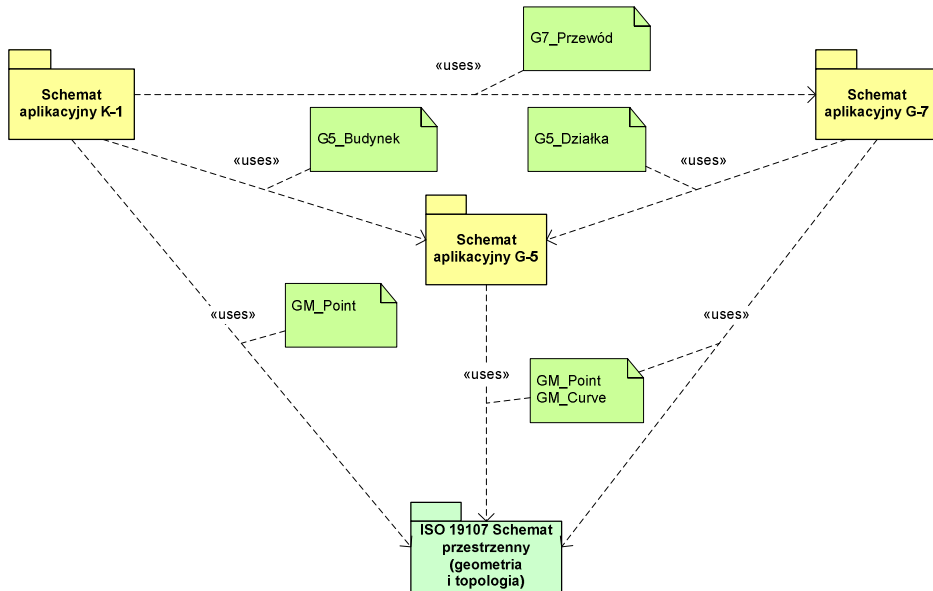 G7_Przewód
«uses»
Schemat
aplikacyjny K-1
Schemat
aplikacyjny G-7
G5_Budynek
G5_Działka
«uses»
«uses»
Schemat
aplikacyjny G-5
GM_Point
«uses»
«uses»
«uses»
GM_Point
GM_Curve
ISO 19107 Schemat
przestrzenny
(geometria
i topologia)